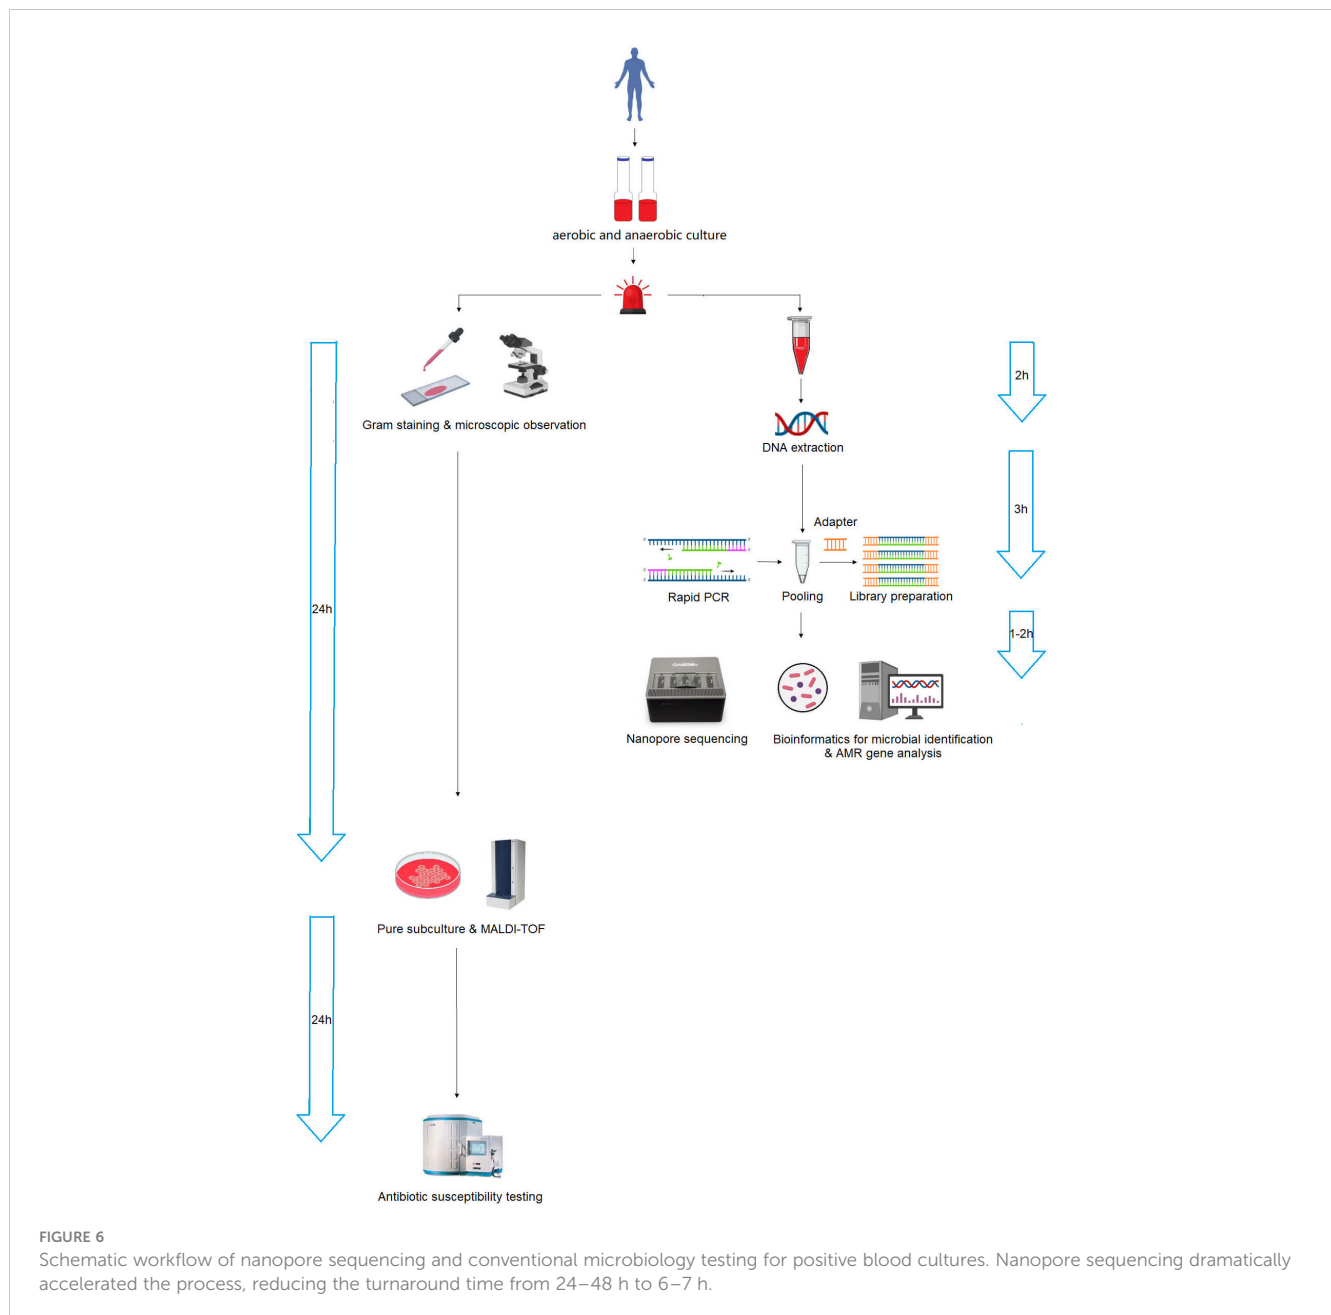 aerobic and anaerobic culture
Gram staining & microscopic observation
2h
DNA extraction
3h
Adapter
Rapid PCR
Pooling
Library preparation
24h
1-2h
Nanopore sequencing
Bioinformatics for microbial identification
& AMR gene analysis
Pure subculture & MALDI-TOF
24h
Antibiotic susceptibility testing
FIGURE 6
Schematic workflow of nanopore sequencing and conventional microbiology testing for positive blood cultures. Nanopore sequencing dramatically
accelerated the process, reducing the turnaround time from 24–48 h to 6–7 h.